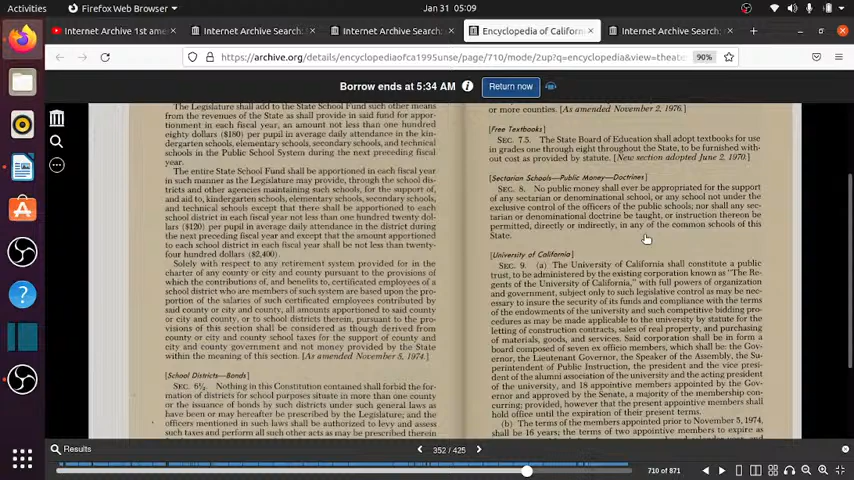 Activities
Firefox Web Browser
Jan 31 05:09
Internet Archive 1st ame
Internet Archive Search:
Internet Archive Search:
Encyclopedia of Californi
Internet Archive Search:
https://archive.org/details/encyclopediaofca1995unse/page/710/mode/2up?q=encyclopedia&view=theate
90%
Borrow ends at 5:34 AM
Return now
The Legislature shall add to the State School Fund such other means
from the revenues of the State as shall provide in said fund for appor-
tionment in each fiscal year, an amount not less than one hundred
eighty dollars ($180) per pupil in average daily attendance in the kin-
dergarten schools, elementary schools, secondary schools, and technical
schools in the Public School System during the next preceding fiscal
year.
The entire State School Fund shall be apportioned in each fiscal year
in such manner as the Legislature may provide, through the school dis-
tricts and other agencies maintaining such schools, for the support of,
and aid to, kindergarten schools, elementary schools, secondary schools,
and technical schools except that there shall be apportioned to each
school district in each fiscal year not less than one hundred twenty dol-
lars ($120) per pupil in average daily attendance in the district during
the next preceding fiscal year and except that the amount apportioned
to each school district in each fiscal year shall be not less than twenty-
four hundred dollars ($2,400).
Solely with respect to any retirement system provided for in the
charter of any county or city and county pursuant to the provisions of
which the contributions of, and benefits to, certificated employees of a
school district who are members of such system are based upon the pro-
portion of the salaries of such certificated employees contributed by
said county or city and county, all amounts apportioned to said county
or city and county, or to school districts therein, pursuant to the pro-
visions of this section shall be considered as though derived from
county or city and county school taxes for the support of county and
city and county government and not money provided by the State
within the meaning of this section. [As amended November 5, 1974.]
[School Districts—Bonds]
SEC. 6½. Nothing in this Constitution contained shall forbid the for-
mation of districts for school purposes situate in more than one county
or the issuance of bonds by such districts under such general laws as
have been or may hereafter be prescribed by the Legislature; and the
officers mentioned in such laws shall be authorized to levy and assess
such taxes and perform all such other acts as may be prescribed therein
or more counties. [As amended November 2, 1976.]
[Free Textbooks]
SEC. 7.5. The State Board of Education shall adopt textbooks for use
in grades one through eight throughout the State, to be furnished with-
out cost as provided by statute. [New section adopted June 2, 1970.]
[Sectarian Schools—Public Money—Doctrines]
SEC. 8. No public money shall ever be appropriated for the support
of any sectarian or denominational school, or any school not under the
exclusive control of the officers of the public schools; nor shall any sec-
tarian or denominational doctrine be taught, or instruction thereon be
permitted, directly or indirectly, in any of the common schools of this
State.
[University of California]
SEC. 9. (a) The University of California shall constitute a public
trust, to be administered by the existing corporation known as "The Re-
gents of the University of California," with full powers of organization
and government, subject only to such legislative control as may be nec-
essary to insure the security of its funds and compliance with the terms
of the endowments of the university and such competitive bidding pro-
cedures as may be made applicable to the university by statute for the
letting of construction contracts, sales of real property, and purchasing
of materials, goods, and services. Said corporation shall be in form a
board composed of seven ex officio members, which shall be: the Gov-
ernor, the Lieutenant Governor, the Speaker of the Assembly, the Su-
perintendent of Public Instruction, the president and the vice presi-
dent of the alumni association of the university and the acting president
of the university, and 18 appointive members appointed by the Gov-
ernor and approved by the Senate, a majority of the membership con-
curring; provided, however that the present appointive members shall
hold office until the expiration of their present terms.
(b) The terms of the members appointed prior to November 5, 1974,
shall be 16 years; the terms of two appointive members to expire as
Results
352 / 425
710 of 871